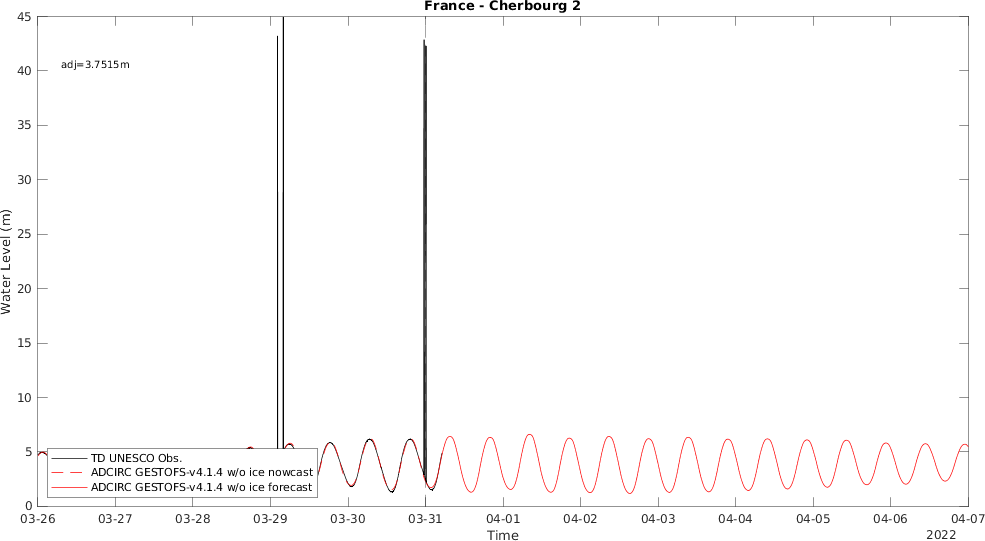 France - Cherbourg 2
45
40
35
30
25
20
15
10
5
0
Water Level (m)
adj=3.7515m
TD UNESCO Obs.
ADCIRC GESTOFS-v4.1.4 w/o ice nowcast
ADCIRC GESTOFS-v4.1.4 w/o ice forecast
03-26 03-27 03-28 03-29 03-30 03-31 04-01 04-02 04-03 04-04 04-05 04-06 04-07
Time
2022